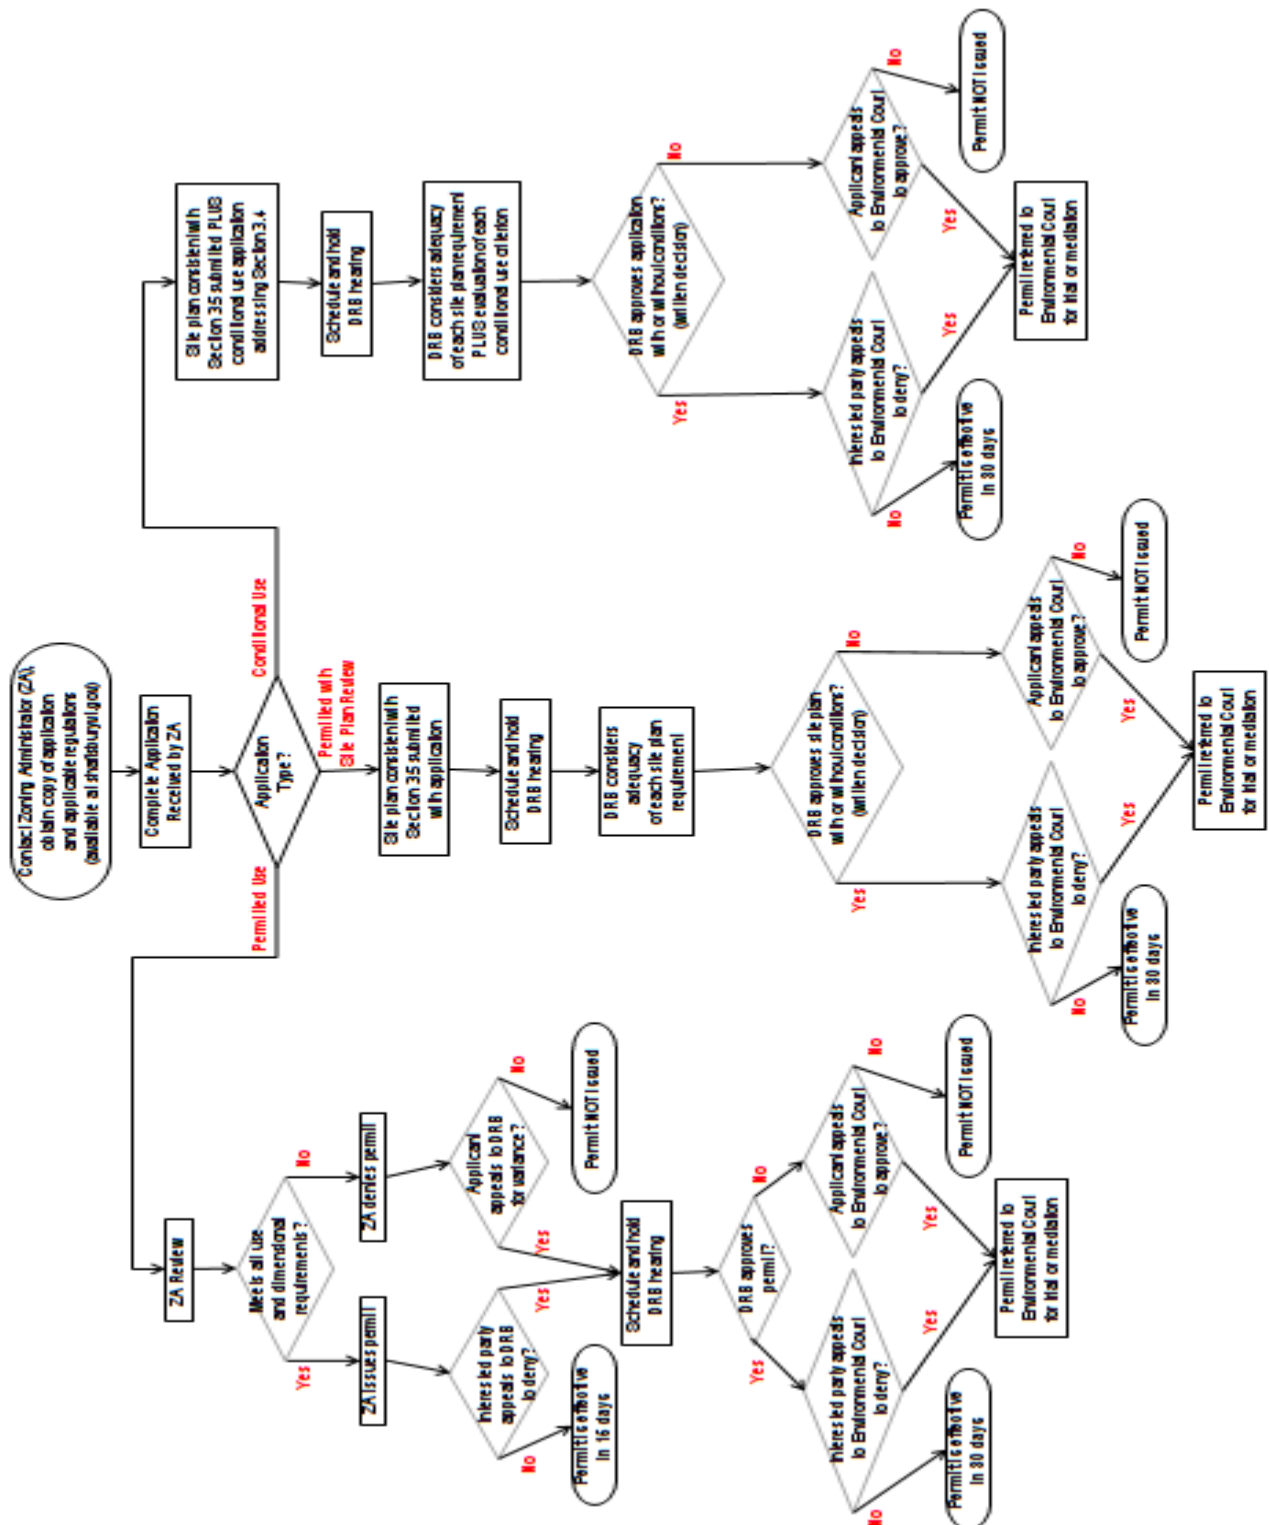 Contact Zoning Administrator (ZA),
obtain copy of application
and applicable regulations
(available at shaftsburyvt.gov)
Complete Application
Received by ZA
Application
Type?
Permitted Use
Permitted with
Site Plan Review
Conditional Use
ZA Review
Meets all use
and dimensional
requirements?
Yes
No
ZA issues permit
ZA denies permit
Interested party
appeals to DRB
to deny?
Applicant
appeals to DRB
for variance?
No
Yes
Yes
No
Permit is effective
in 16 days
Permit NOT issued
Schedule and hold
DRB hearing
DRB approves
permit?
Yes
No
Interested party appeals
to Environmental Court
to deny?
Applicant appeals
to Environmental Court
to approve?
No
Yes
Yes
No
Permit is effective
in 30 days
Permit NOT issued
Permit referred to
Environmental Court
for trial or mediation
Site plan consistent with
Section 3.5 submitted
with application
Schedule and hold
DRB hearing
DRB considers
adequacy
of each site plan
requirement
DRB approves site plan
with or without conditions?
(written decision)
Yes
No
Interested party appeals
to Environmental Court
to deny?
Applicant appeals
to Environmental Court
to approve?
No
Yes
Yes
No
Permit is effective
in 30 days
Permit NOT issued
Permit referred to
Environmental Court
for trial or mediation
Site plan consistent with
Section 3.5 submitted PLUS
conditional use application
addressing Section 3.4
Schedule and hold
DRB hearing
DRB considers adequacy
of each site plan requirement
PLUS evaluation of each
conditional use criterion
DRB approves application
with or without conditions?
(written decision)
Yes
No
Interested party appeals
to Environmental Court
to deny?
Applicant appeals
to Environmental Court
to approve?
No
Yes
Yes
No
Permit is effective
in 30 days
Permit NOT issued
Permit referred to
Environmental Court
for trial or mediation